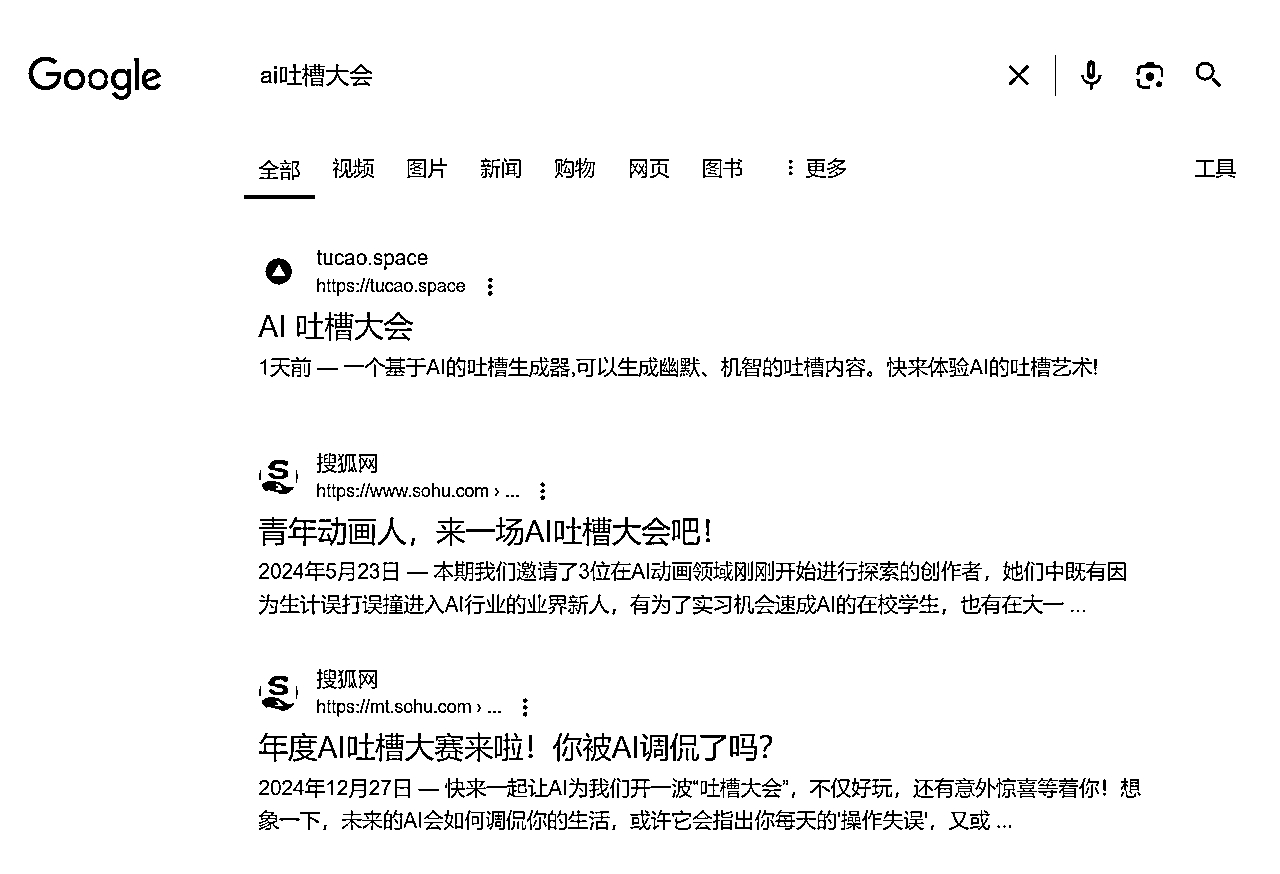 Google
ai吐槽大会
全部 视频 图片 新闻 购物 网页 图书 更多 工具
tucao.space
https://tucao.space
AI 吐槽大会
1天前 — 一个基于AI的吐槽生成器,可以生成幽默、机智的吐槽内容。快来体验AI的吐槽艺术!
搜狐网
https://www.sohu.com › ...
青年动画人，来一场AI吐槽大会吧！
2024年5月23日 — 本期我们邀请了3位在AI动画领域刚刚开始进行探索的创作者，她们中既有因
为生计误打误撞进入AI行业的业界新人，有为了实习机会速成AI的在校学生，也有在大一 ...
搜狐网
https://mt.sohu.com › ...
年度AI吐槽大赛来啦！你被AI调侃了吗？
2024年12月27日 — 快来一起让AI为我们开一波“吐槽大会”，不仅好玩，还有意外惊喜等着你！想
象一下，未来的AI会如何调侃你的生活，或许它会指出你每天的'操作失误'，又或 ...